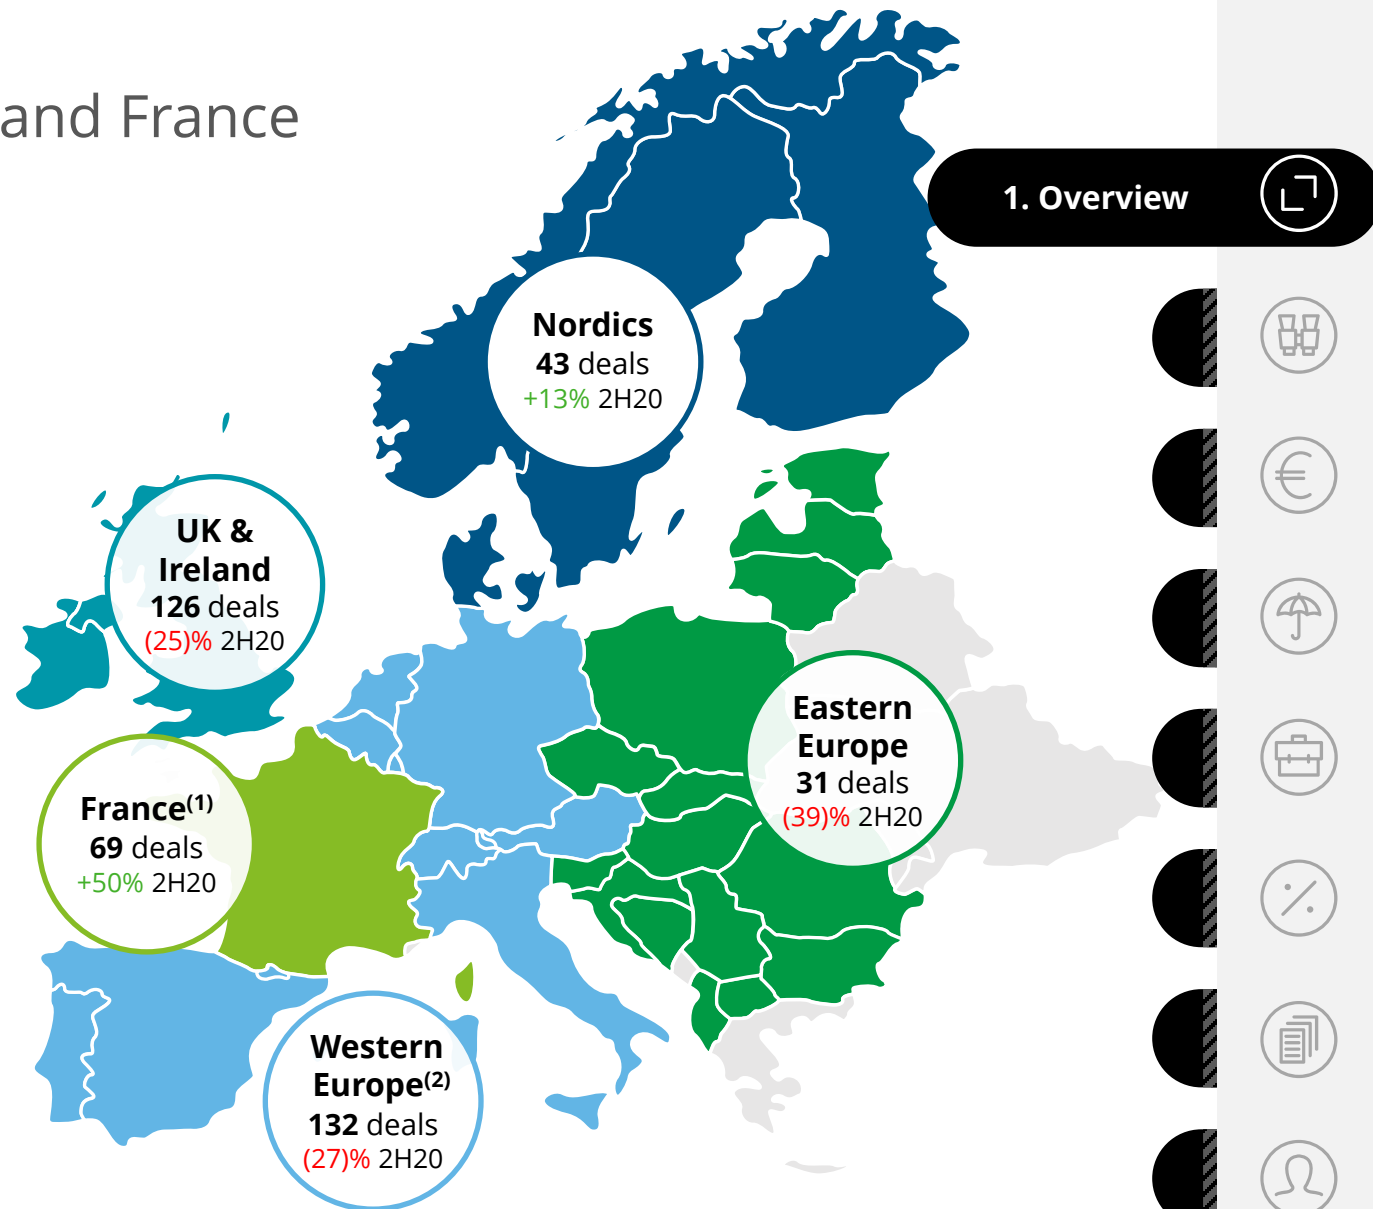 and France
1. Overview
Nordics
43 deals
+13% 2H20
UK &
Ireland
126 deals
(25)% 2H20
Eastern
Europe
31 deals
(39)% 2H20
France(1)
69 deals
+50% 2H20
Western
Europe(2)
132 deals
(27)% 2H20